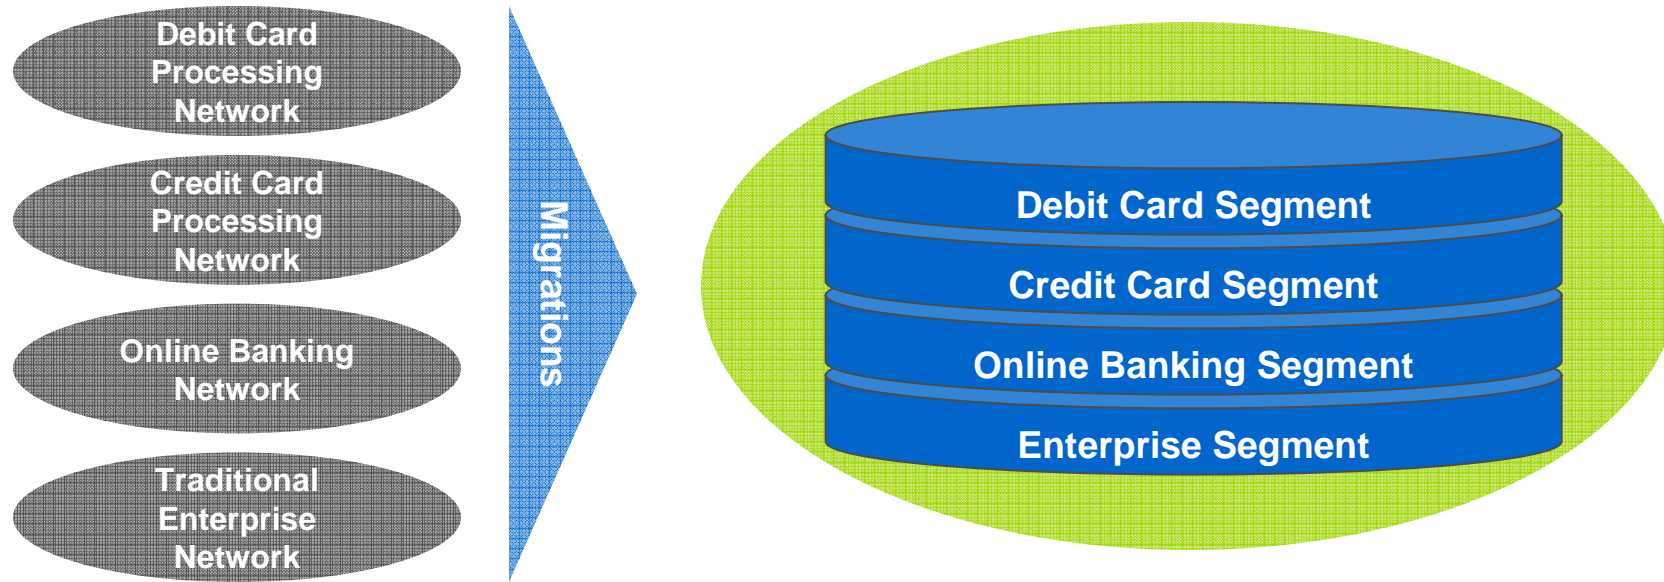 Debit Card
Processing
Network
Credit Card
Processing
Network
Online Banking
Network
Traditional
Enterprise
Network
Migrations
Debit Card Segment
Credit Card Segment
Online Banking Segment
Enterprise Segment